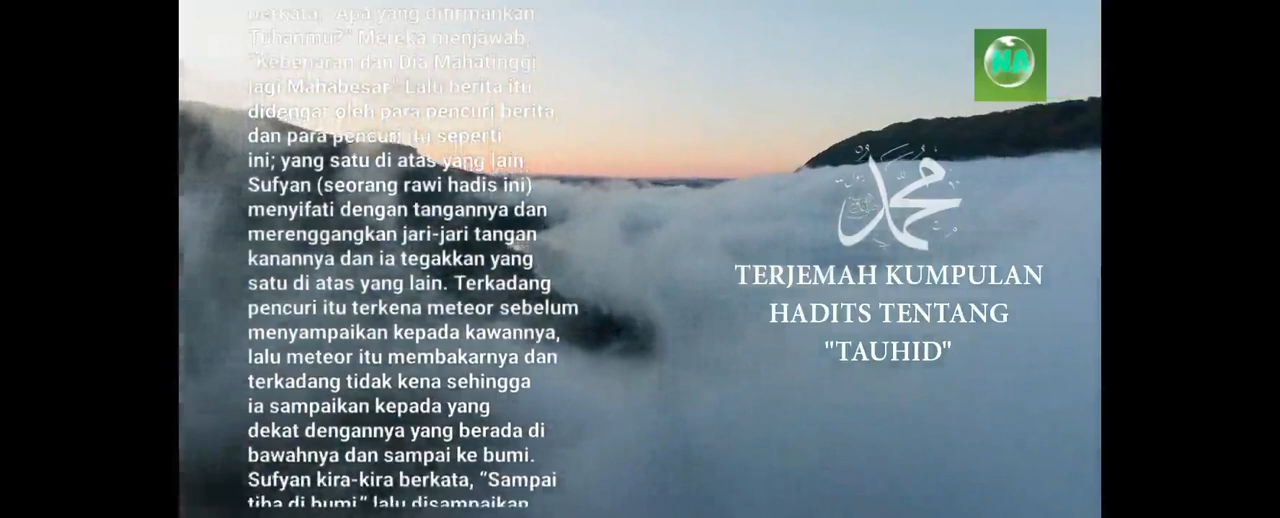 berkata, "Apa yang difirmankan
Tuhanmu?" Mereka menjawab,
"Kebenaran dan Dia Mahatinggi
lagi Mahabesar." Lalu berita itu
didengar oleh para pencuri berita,
dan para pencuri itu seperti
ini; yang satu di atas yang lain.
Sufyan (seorang rawi hadis ini)
menyifati dengan tangannya dan
merenggangkan jari-jari tangan
kanannya dan ia tegakkan yang
satu di atas yang lain. Terkadang
pencuri itu terkena meteor sebelum
menyampaikan kepada kawannya,
lalu meteor itu membakarnya dan
terkadang tidak kena sehingga
ia sampaikan kepada yang
dekat dengannya yang berada di
bawahnya dan sampai ke bumi.
Sufyan kira-kira berkata, "Sampai
tiba di bumi," lalu disampaikan
NA
محمد
TERJEMAH KUMPULAN
HADITS TENTANG
"TAUHID"